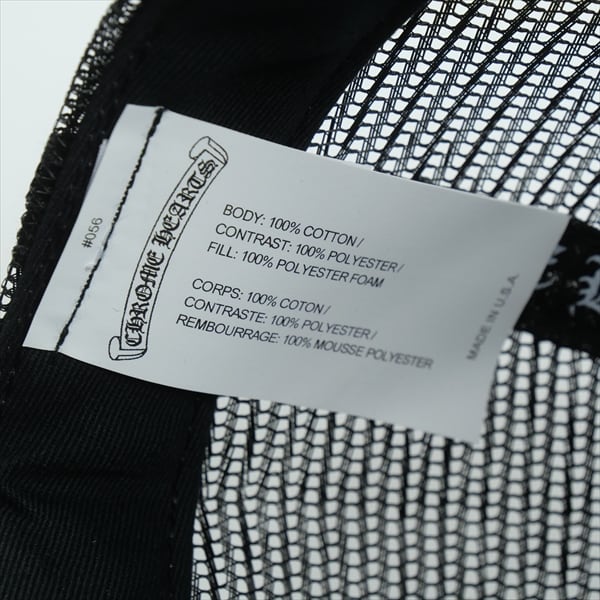 #056
CHROME HEARTS
BODY: 100% COTTON /
CONTRAST: 100% POLYESTER /
FILL: 100% POLYESTER FOAM
CORPS: 100% COTON /
CONTRASTE: 100% POLYESTER /
REMBOURRAGE: 100% MOUSSE POLYESTER
MADE IN U.S.A.